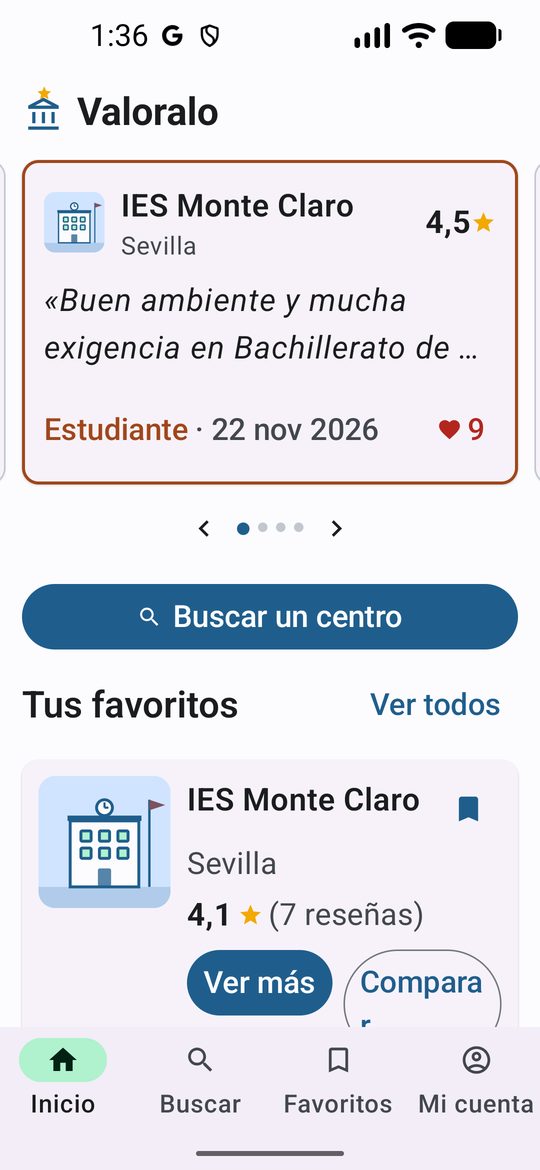 1:36
Valoralo
IES Monte Claro
Sevilla
4,5
«Buen ambiente y mucha
exigencia en Bachillerato de ...
Estudiante · 22 nov 2026
9
Buscar un centro
Tus favoritos
Ver todos
IES Monte Claro
Sevilla
4,1 (7 reseñas)
Ver más
Compara
r
Inicio
Buscar
Favoritos
Mi cuenta